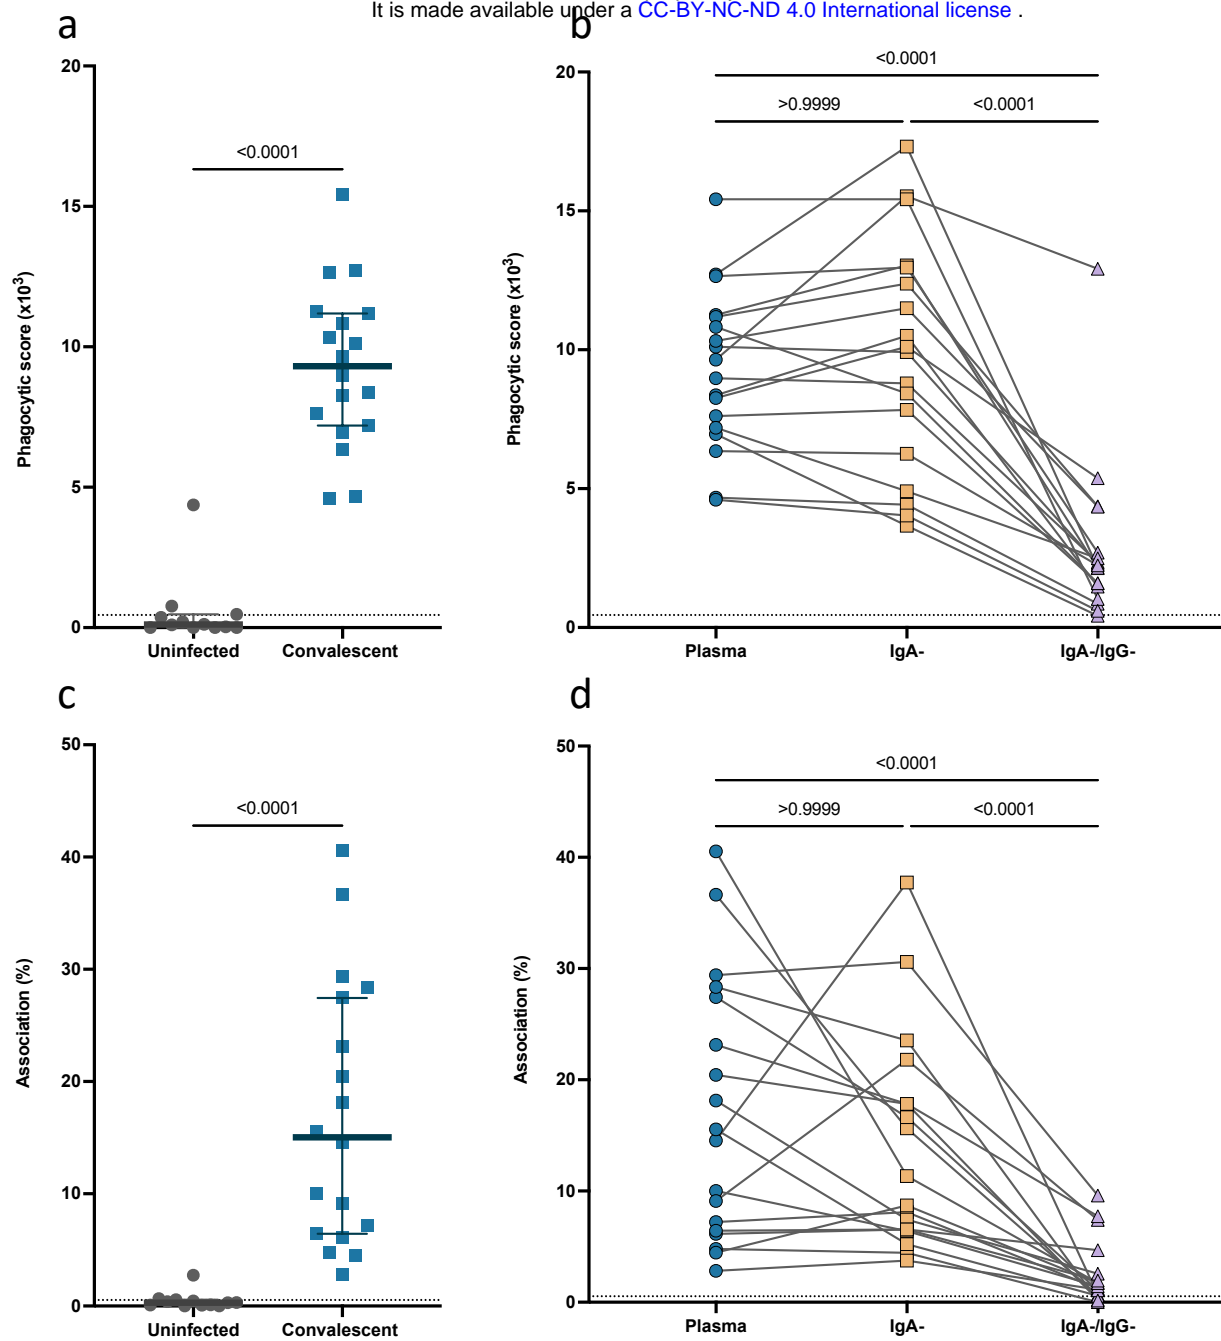 It is made available under a CC-BY-NC-ND 4.0 International license .
a
20
15
10
5
0
Phagocytic score (x10³)
<0.0001
Uninfected
Convalescent
b
20
15
10
5
0
Phagocytic score (x10³)
<0.0001
>0.9999
<0.0001
Plasma
IgA-
IgA-/IgG-
c
50
40
30
20
10
0
Association (%)
<0.0001
Uninfected
Convalescent
d
50
40
30
20
10
0
Association (%)
<0.0001
>0.9999
<0.0001
Plasma
IgA-
IgA-/IgG-